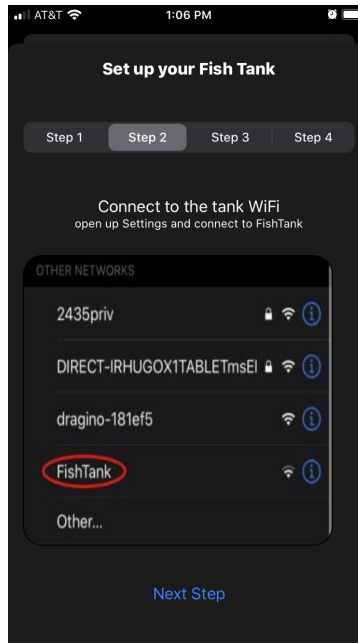 AT&T 1:06 PM
Set up your Fish Tank
Step 1 Step 2 Step 3 Step 4
Connect to the tank WiFi
open up Settings and connect to FishTank
OTHER NETWORKS
2435priv
DIRECT-IRHUGOX1TABLETmsEl
dragino-181ef5
FishTank
Other...
Next Step